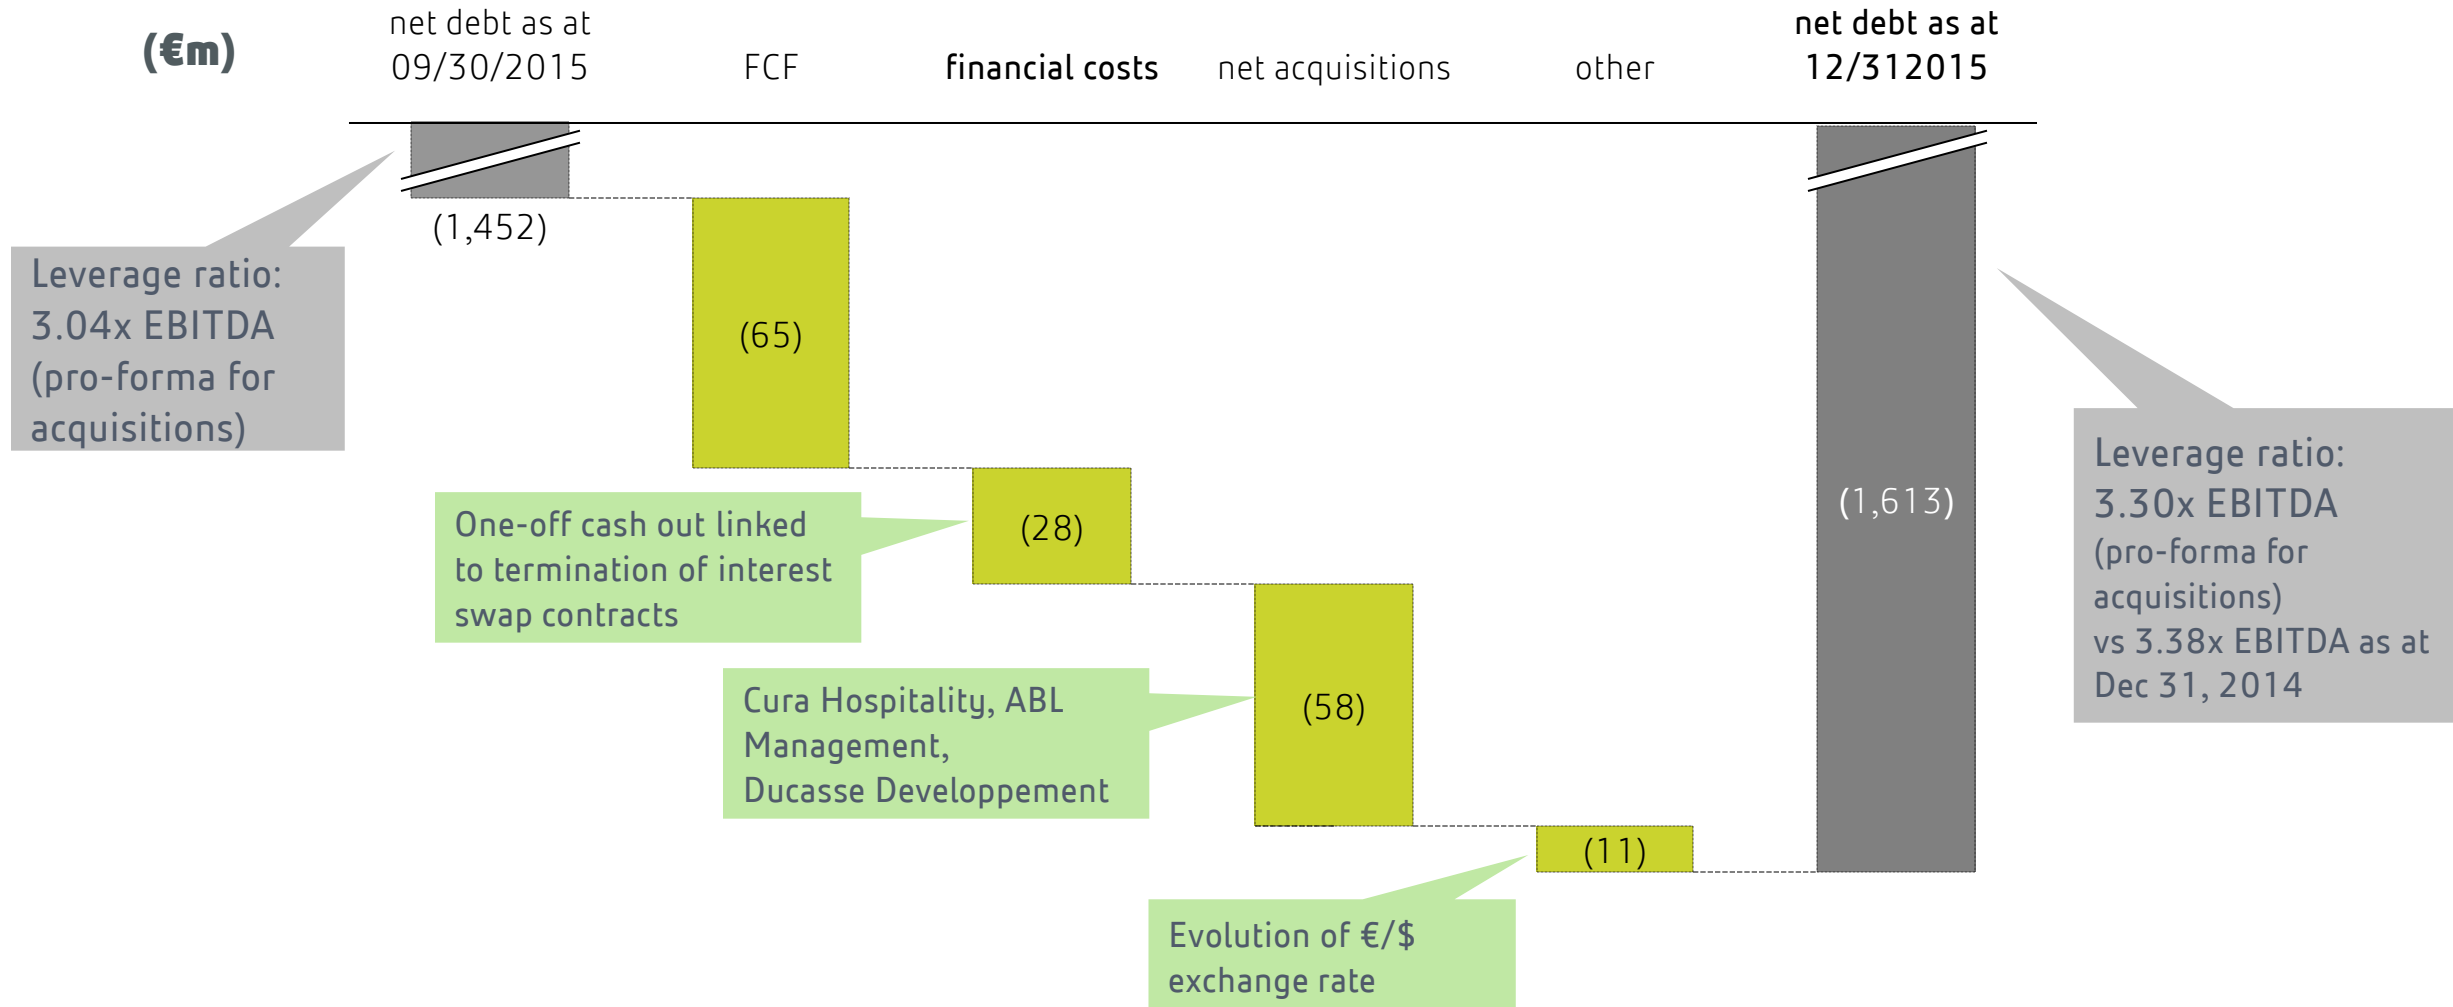 (€m)
net debt as at
09/30/2015
FCF
financial costs
net acquisitions
other
net debt as at
12/312015
(1,452)
Leverage ratio:
3.04x EBITDA
(pro-forma for
acquisitions)
(65)
One-off cash out linked
to termination of interest
swap contracts
(28)
Cura Hospitality, ABL
Management,
Ducasse Developpement
(58)
(11)
Evolution of €/$
exchange rate
(1,613)
Leverage ratio:
3.30x EBITDA
(pro-forma for
acquisitions)
vs 3.38x EBITDA as at
Dec 31, 2014